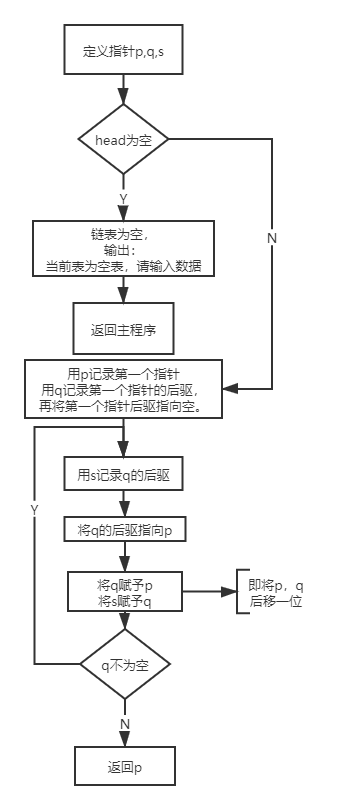 定义指针p,q,s
head为空
Y
N
链表为空，
输出：
当前表为空表，请输入数据
返回主程序
用p记录第一个指针
用q记录第一个指针的后驱，
再将第一个指针后驱指向空。
用s记录q的后驱
Y
将q的后驱指向p
将q赋予p
将s赋予q
即将p，q
后移一位
q不为空
N
返回p